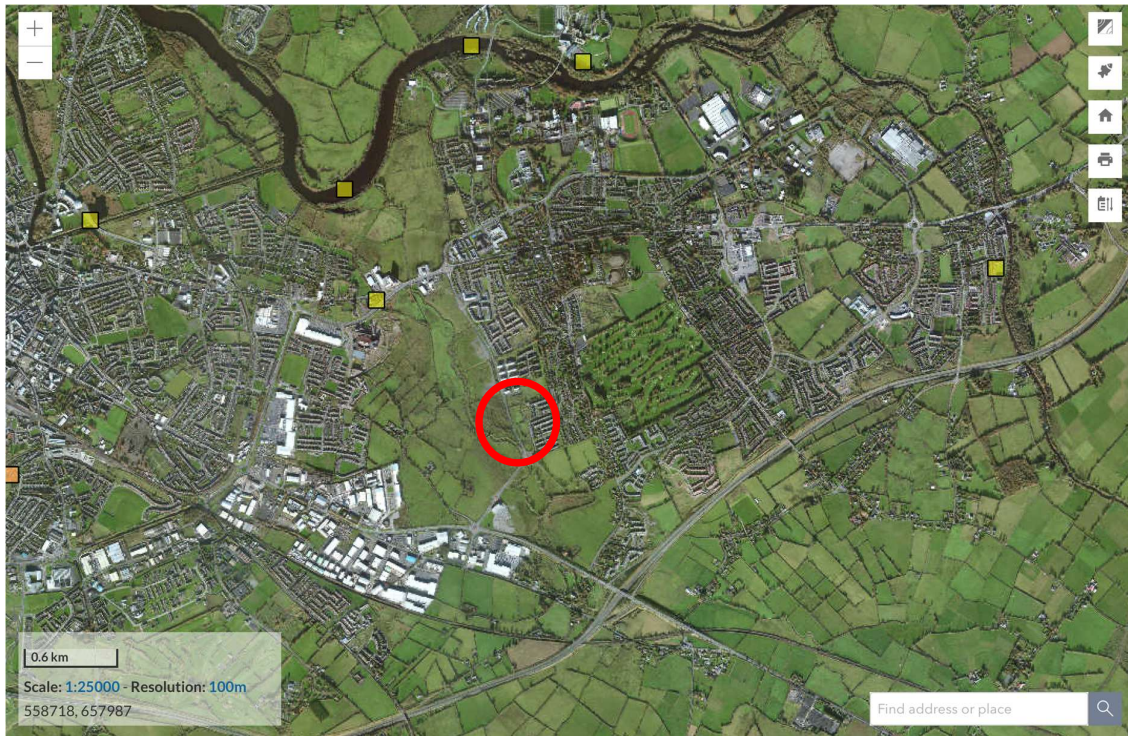 0.6 km
Scale: 1:25000 - Resolution: 100m
558718, 657987
Find address or place